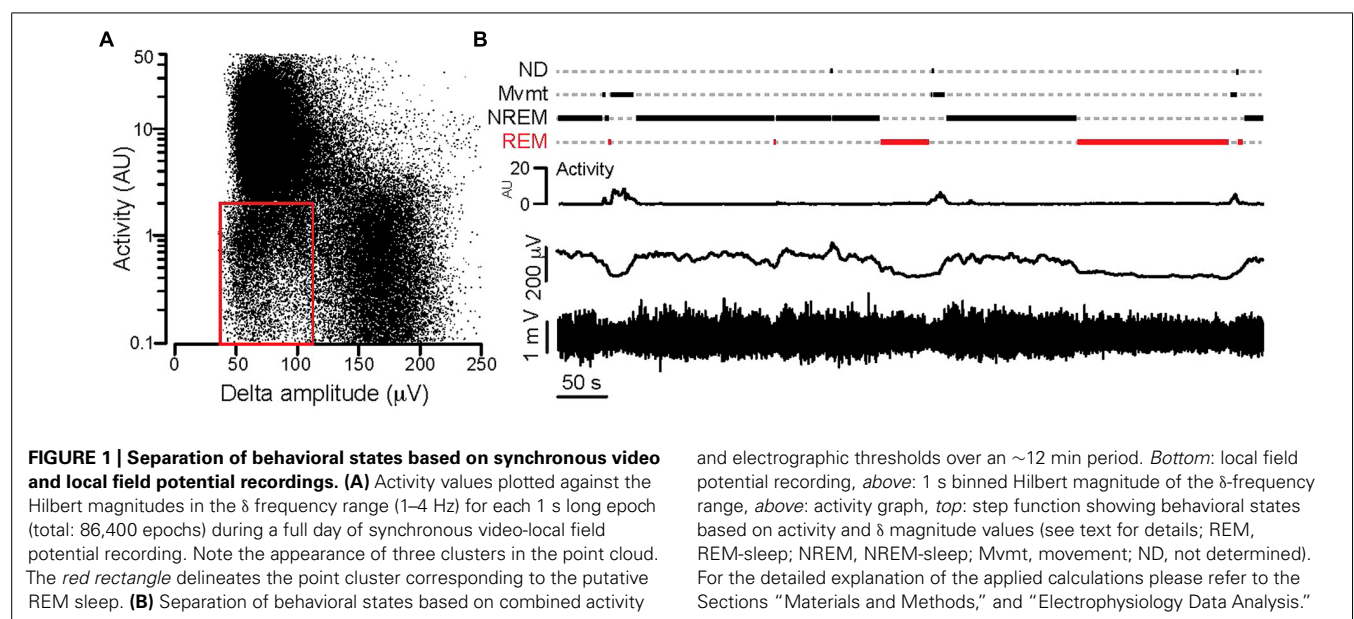 A
50
10
1
0.1
Activity (AU)
0 50 100 150 200 250
Delta amplitude (μV)
B
ND
Mvmt
NREM
REM
Activity
AU
20
0
200 μV
1 mV
50 s
FIGURE 1 | Separation of behavioral states based on synchronous video
and local field potential recordings. (A) Activity values plotted against the
Hilbert magnitudes in the δ frequency range (1–4 Hz) for each 1 s long epoch
(total: 86,400 epochs) during a full day of synchronous video-local field
potential recording. Note the appearance of three clusters in the point cloud.
The red rectangle delineates the point cluster corresponding to the putative
REM sleep. (B) Separation of behavioral states based on combined activity
and electrographic thresholds over an ∼12 min period. Bottom: local field
potential recording, above: 1 s binned Hilbert magnitude of the δ-frequency
range, above: activity graph, top: step function showing behavioral states
based on activity and δ magnitude values (see text for details; REM,
REM-sleep; NREM, NREM-sleep; Mvmt, movement; ND, not determined).
For the detailed explanation of the applied calculations please refer to the
Sections “Materials and Methods,” and “Electrophysiology Data Analysis.”